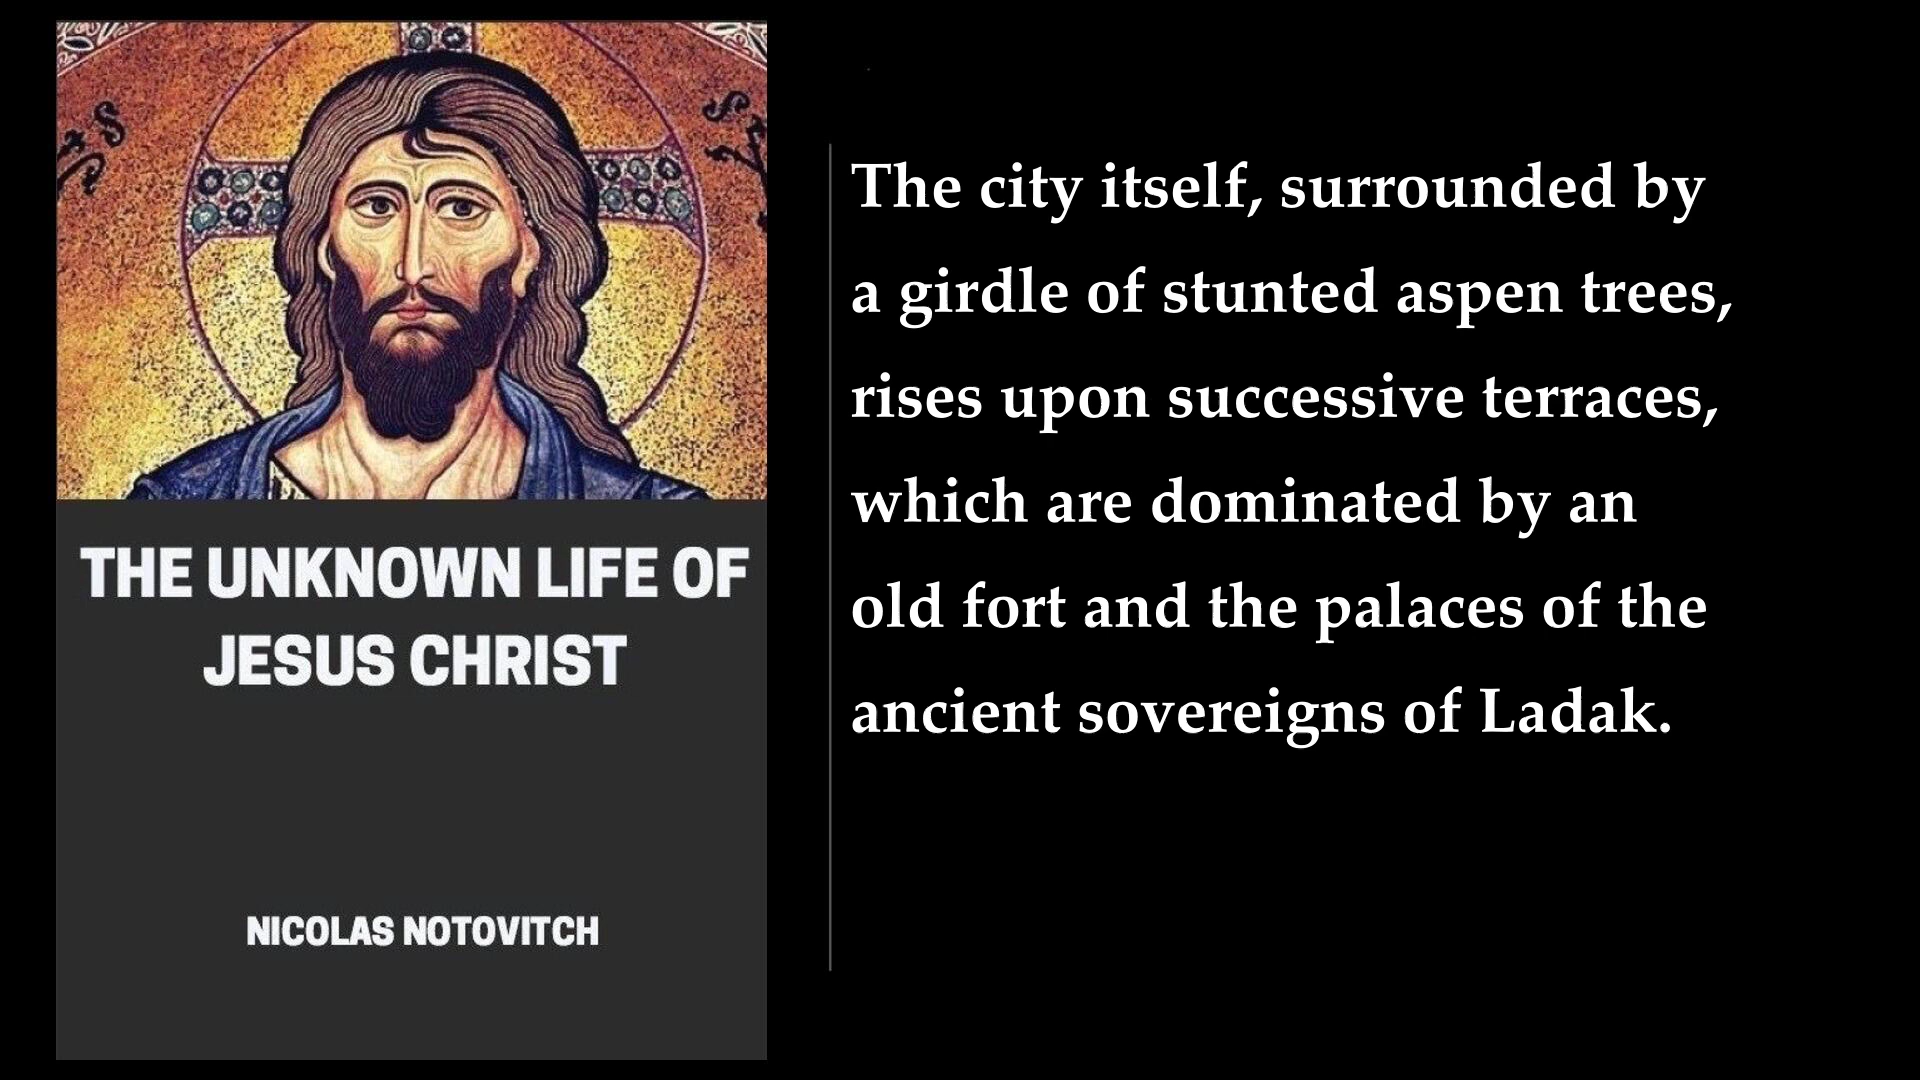 THE UNKNOWN LIFE OF
JESUS CHRIST
NICOLAS NOTOVITCH
The city itself, surrounded by
a girdle of stunted aspen trees,
rises upon successive terraces,
which are dominated by an
old fort and the palaces of the
ancient sovereigns of Ladak.